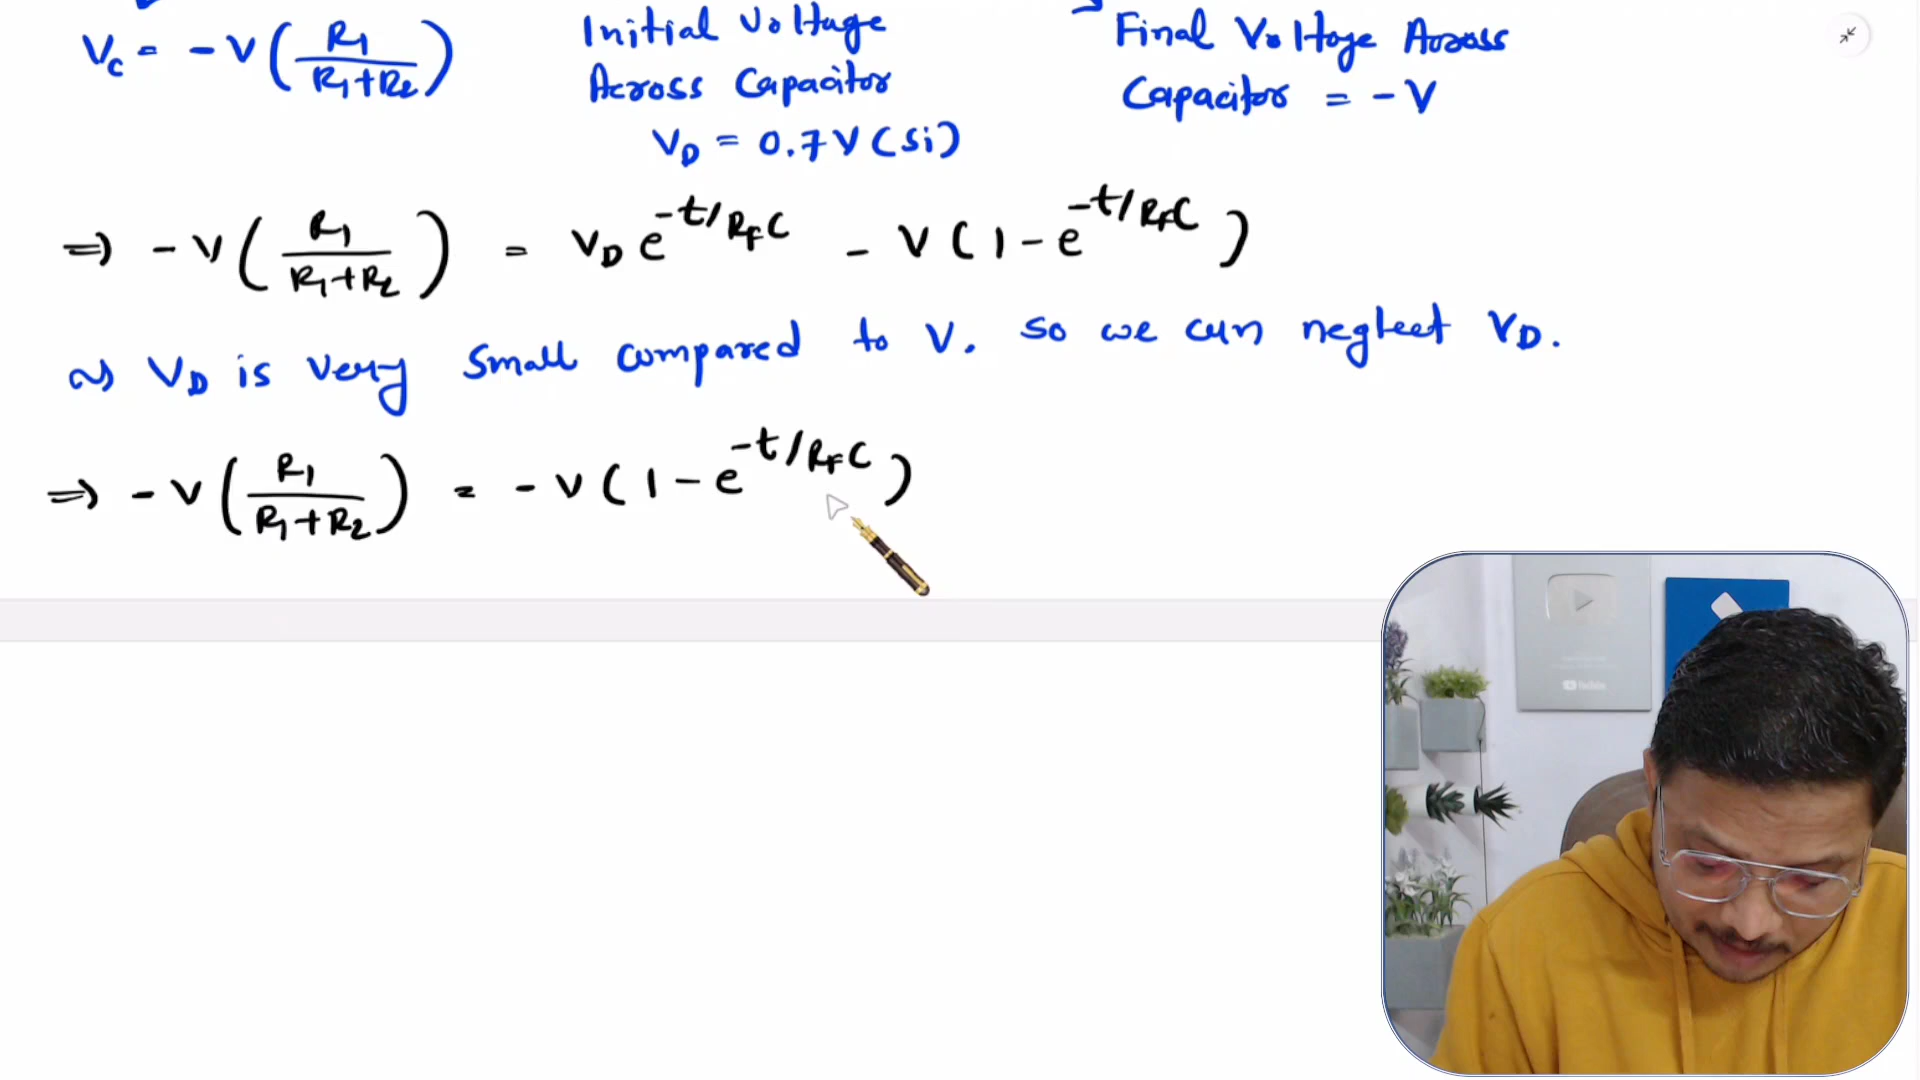 Vc = -V(R1/R1+R2)
Initial Voltage
Across Capacitor
VD = 0.7V (Si)
Final Voltage Across
Capacitor = -V
⇒ -V(R1/R1+R2) = VD e^-t/RFC - V(1-e^-t/RFC)
∿ VD is very small compared to V. So we can neglect VD.
⇒ -V(R1/R1+R2) = -V(1-e^-t/RFC)
YouTube